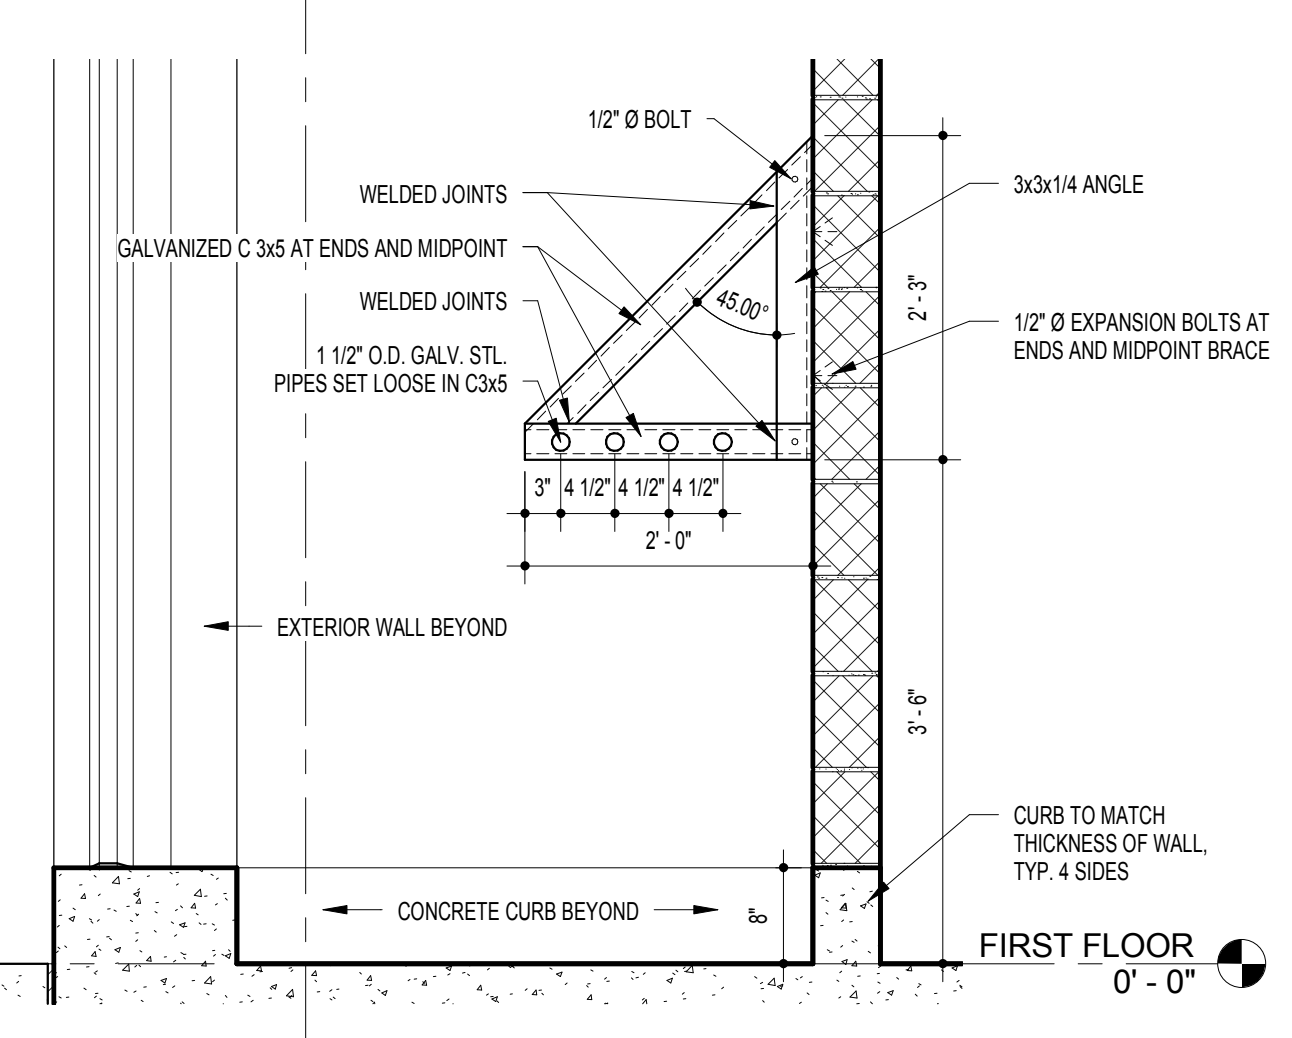 1/2" Ø BOLT
WELDED JOINTS
3x3x1/4 ANGLE
GALVANIZED C 3x5 AT ENDS AND MIDPOINT
WELDED JOINTS
45.00°
2' - 3"
1/2" Ø EXPANSION BOLTS AT
ENDS AND MIDPOINT BRACE
1 1/2" O.D. GALV. STL.
PIPES SET LOOSE IN C3x5
3" 4 1/2" 4 1/2" 4 1/2"
2' - 0"
EXTERIOR WALL BEYOND
3' - 6"
CURB TO MATCH
THICKNESS OF WALL,
TYP. 4 SIDES
CONCRETE CURB BEYOND
8"
FIRST FLOOR
0' - 0"